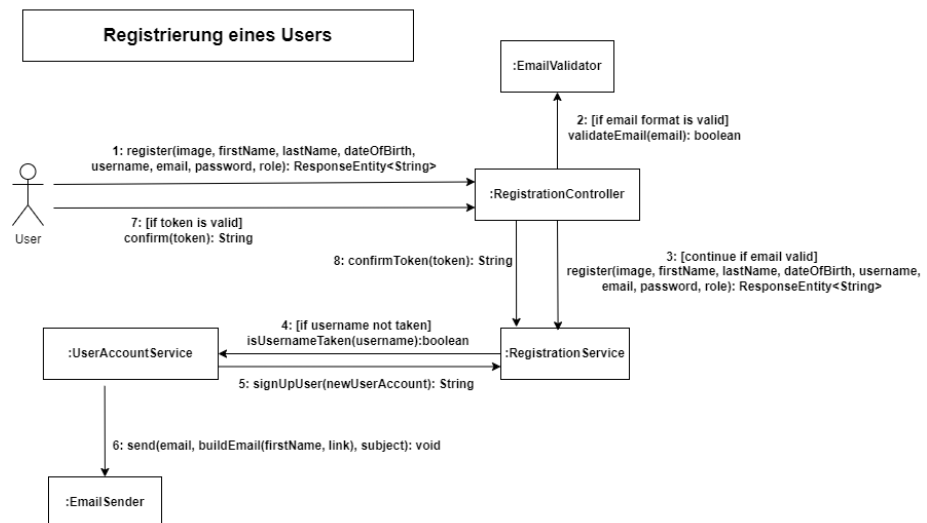 Registrierung eines Users
:EmailValidator
2: [if email format is valid]
validateEmail(email): boolean
1: register(image, firstName, lastName, dateOfBirth,
username, email, password, role): ResponseEntity<String>
:RegistrationController
7: [if token is valid]
confirm(token): String
User
8: confirmToken(token): String
3: [continue if email valid]
register(image, firstName, lastName, dateOfBirth, username,
email, password, role): ResponseEntity<String>
4: [if username not taken]
isUsernameTaken(username):boolean
:UserAccountService
:RegistrationService
5: signUpUser(newUserAccount): String
6: send(email, buildEmail(firstName, link), subject): void
:EmailSender